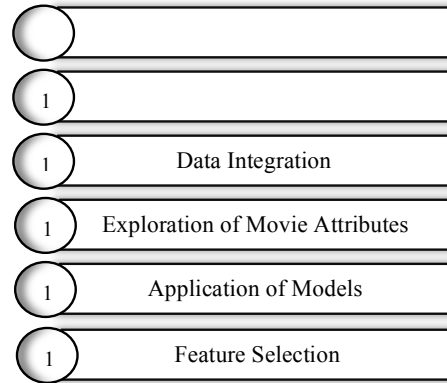 1
1 Data Integration
1 Exploration of Movie Attributes
1 Application of Models
1 Feature Selection